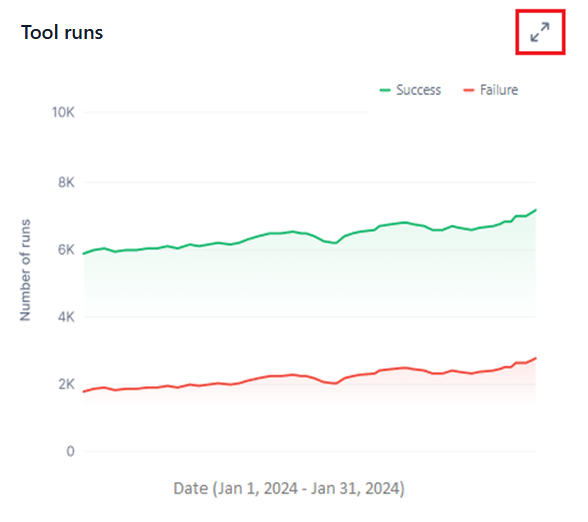 Tool runs
Success
Failure
10K
8K
6K
4K
2K
0
Number of runs
Date (Jan 1, 2024 - Jan 31, 2024)